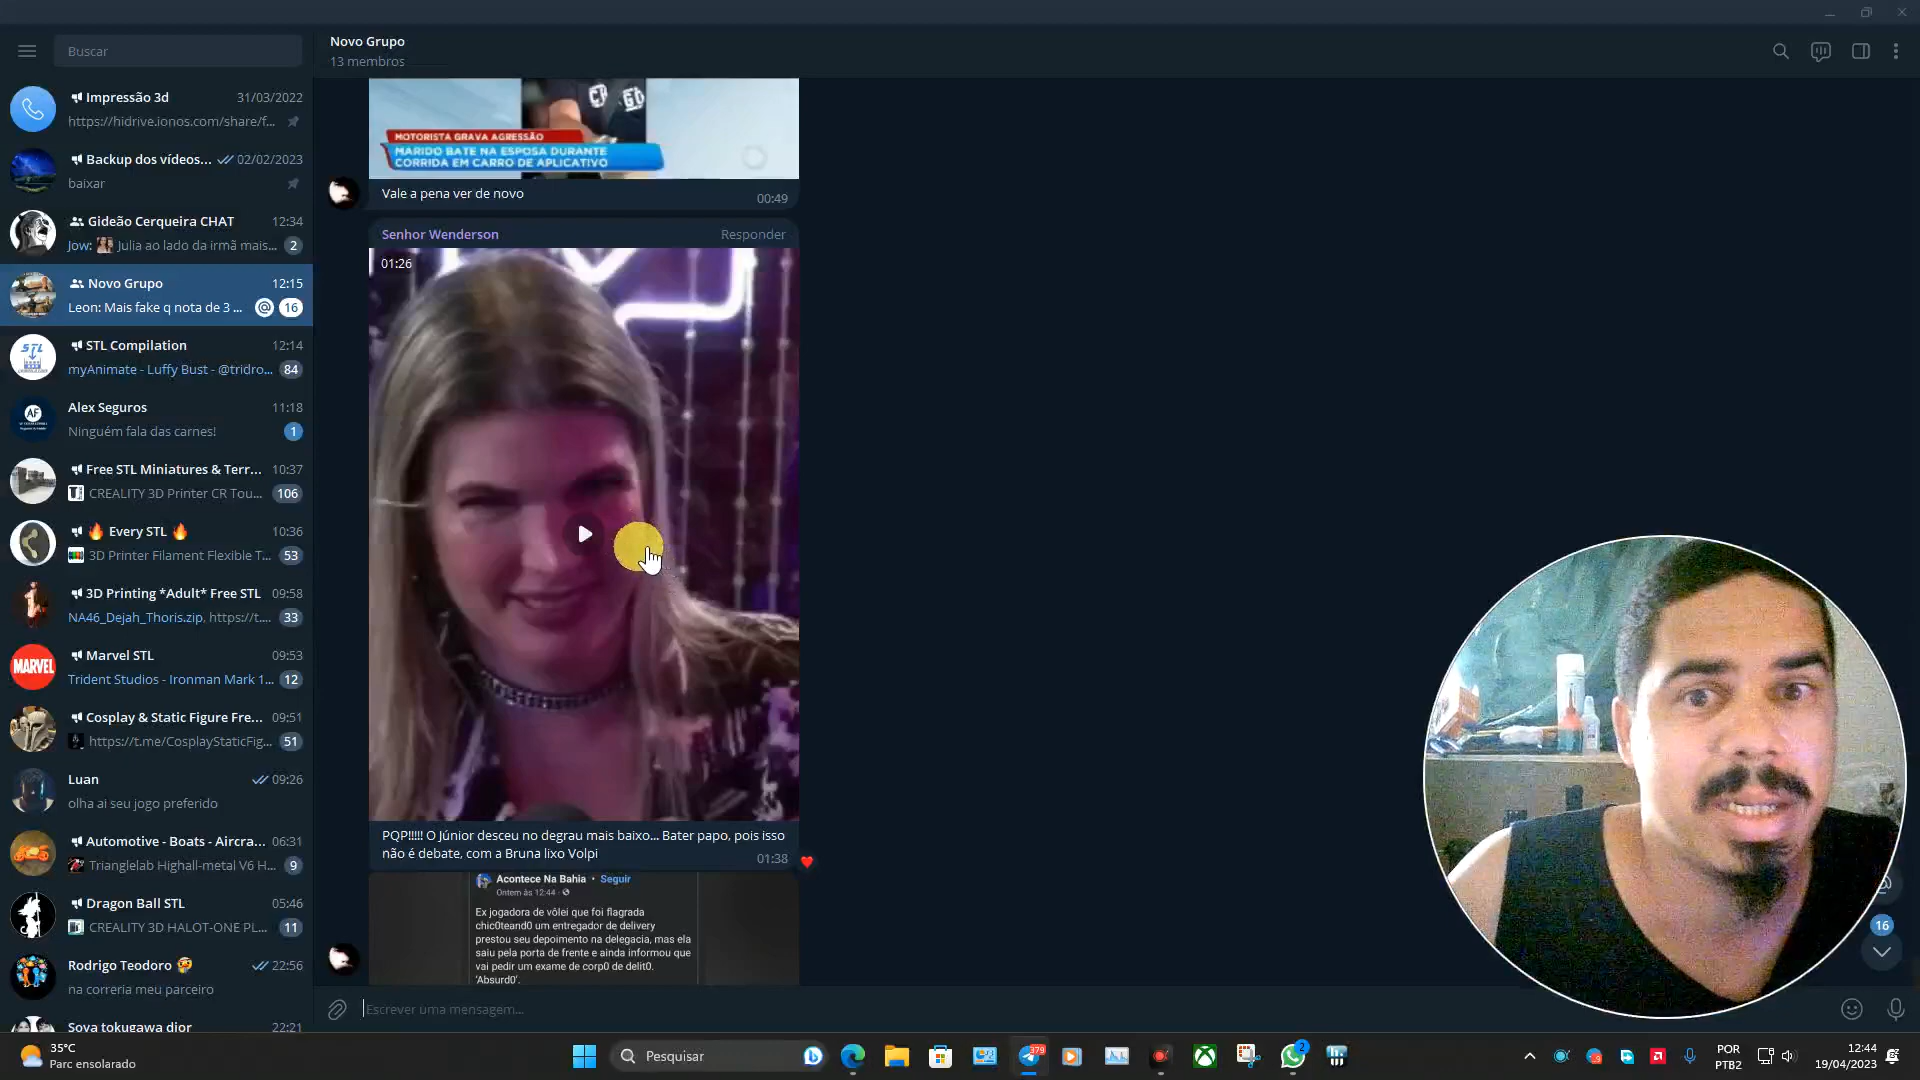 Buscar
Impressão 3d 31/03/2022
https://hidrive.ionos.com/share/f...
Backup dos vídeos... 02/02/2023
baixar
Gideão Cerqueira CHAT 12:34
Jow: Julia ao lado da irmã mais... 2
Novo Grupo 12:15
Leon: Mais fake q nota de 3 ... @ 16
STL Compilation 12:14
myAnimate - Luffy Bust - @tridro... 84
Alex Seguros 11:18
Ninguém fala das carnes! 1
Free STL Miniatures & Terr... 10:37
CREALITY 3D Printer CR Tou... 106
Every STL 10:36
3D Printer Filament Flexible T... 53
3D Printing *Adult* Free STL 09:58
NA46_Dejah_Thoris.zip, https://t.... 33
Marvel STL 09:53
Trident Studios - Ironman Mark 1... 12
Cosplay & Static Figure Fre... 09:51
https://t.me/CosplayStaticFig... 51
Luan 09:26
olha ai seu jogo preferido
Automotive - Boats - Aircra... 06:31
Trianglelab Highall-metal V6 H... 9
Dragon Ball STL 05:46
CREALITY 3D HALOT-ONE PL... 11
Rodrigo Teodoro 22:56
na correria meu parceiro
Soya tokugawa dior 22:21
STL
AF
MARVEL
Novo Grupo
13 membros
MOTORISTA GRAVA AGRESSÃO
MARIDO BATE NA ESPOSA DURANTE
CORRIDA EM CARRO DE APLICATIVO
Vale a pena ver de novo 00:49
Senhor Wenderson Responder
01:26
PQP!!!!! O Júnior desceu no degrau mais baixo... Bater papo, pois isso
não é debate, com a Bruna lixo Volpi 01:38
Acontece Na Bahia · Seguir
Ontem às 12:44
Ex jogadora de vôlei que foi flagrada
chic0teand0 um entregador de delivery
prestou seu depoimento na delegacia, mas ela
saiu pela porta de frente e ainda informou que
vai pedir um exame de corp0 de delit0.
'Absurd0'.
16
Escrever uma mensagem...
35°C
Parc ensolarado
Pesquisar
379
2
POR
PTB2
12:44
19/04/2023